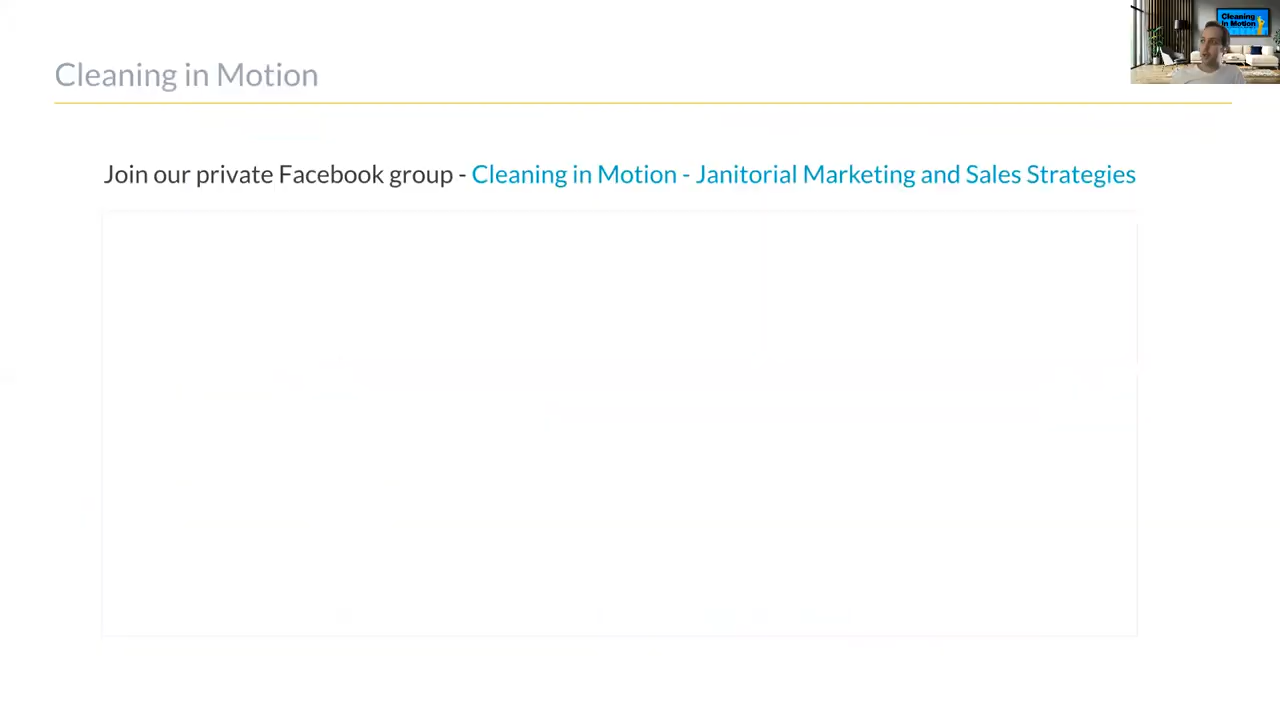 Cleaning in Motion
Cleaning
in Motion
Join our private Facebook group - Cleaning in Motion - Janitorial Marketing and Sales Strategies